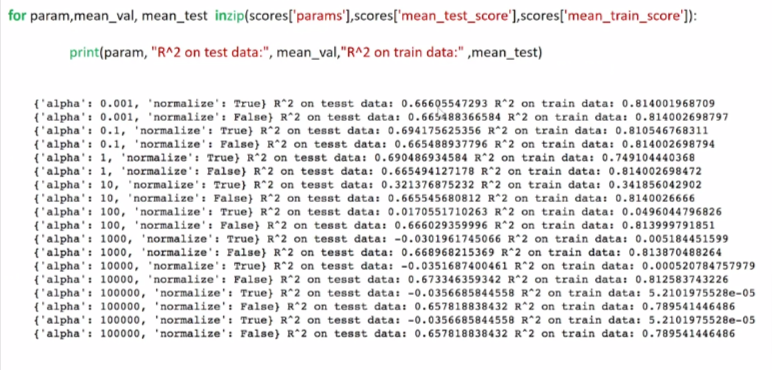 for param,mean_val, mean_test inzip(scores['params'],scores['mean_test_score'],scores['mean_train_score']):
print(param, "R^2 on test data:", mean_val,"R^2 on train data:" ,mean_test)
{'alpha': 0.001, 'normalize': True} R^2 on tesst data: 0.66605547293 R^2 on train data: 0.814001968709
{'alpha': 0.001, 'normalize': False} R^2 on tesst data: 0.665488366584 R^2 on train data: 0.814002698797
{'alpha': 0.1, 'normalize': True} R^2 on tesst data: 0.694175625356 R^2 on train data: 0.810546768311
{'alpha': 0.1, 'normalize': False} R^2 on tesst data: 0.665488937796 R^2 on train data: 0.814002698794
{'alpha': 1, 'normalize': True} R^2 on tesst data: 0.690486934584 R^2 on train data: 0.749104440368
{'alpha': 1, 'normalize': False} R^2 on tesst data: 0.665494127178 R^2 on train data: 0.814002698472
{'alpha': 10, 'normalize': True} R^2 on tesst data: 0.321376875232 R^2 on train data: 0.341856042902
{'alpha': 10, 'normalize': False} R^2 on tesst data: 0.665545680812 R^2 on train data: 0.8140026666
{'alpha': 100, 'normalize': True} R^2 on tesst data: 0.0170551710263 R^2 on train data: 0.0496044796826
{'alpha': 100, 'normalize': False} R^2 on tesst data: 0.666029359996 R^2 on train data: 0.813999791851
{'alpha': 1000, 'normalize': True} R^2 on tesst data: -0.0301961745066 R^2 on train data: 0.005184451599
{'alpha': 1000, 'normalize': False} R^2 on tesst data: 0.668968215369 R^2 on train data: 0.813870488264
{'alpha': 10000, 'normalize': True} R^2 on tesst data: -0.0351687400461 R^2 on train data: 0.000520784757979
{'alpha': 10000, 'normalize': False} R^2 on tesst data: 0.673346359342 R^2 on train data: 0.812583743226
{'alpha': 100000, 'normalize': True} R^2 on tesst data: -0.0356685844558 R^2 on train data: 5.2101975528e-05
{'alpha': 100000, 'normalize': False} R^2 on tesst data: 0.657818838432 R^2 on train data: 0.789541446486
{'alpha': 100000, 'normalize': True} R^2 on tesst data: -0.0356685844558 R^2 on train data: 5.2101975528e-05
{'alpha': 100000, 'normalize': False} R^2 on tesst data: 0.657818838432 R^2 on train data: 0.789541446486